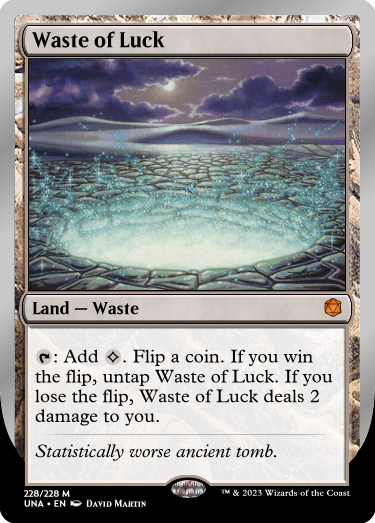 Waste of Luck
Land — Waste
: Add . Flip a coin. If you win
the flip, untap Waste of Luck. If you
lose the flip, Waste of Luck deals 2
damage to you.
Statistically worse ancient tomb.
228/228 M
UNA • EN DAVID MARTIN
™ & © 2023 Wizards of the Coast